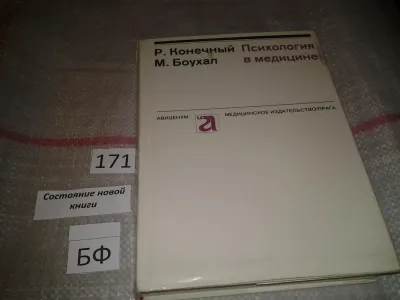 Р. Конечный Психология
М. Боухал в медицине
АВИЦЕНУМ МЕДИЦИНСКОЕ ИЗДАТЕЛЬСТВО/ПРАГА
171
Состояние новой
книги
БФ